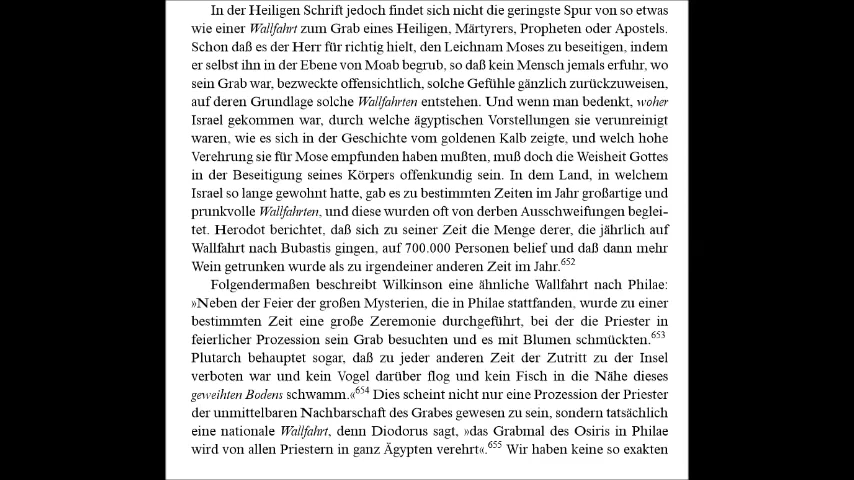 In der Heiligen Schrift jedoch findet sich nicht die geringste Spur von so etwas
wie einer Wallfahrt zum Grab eines Heiligen, Märtyrers, Propheten oder Apostels.
Schon daß es der Herr für richtig hielt, den Leichnam Moses zu beseitigen, indem
er selbst ihn in der Ebene von Moab begrub, so daß kein Mensch jemals erfuhr, wo
sein Grab war, bezweckte offensichtlich, solche Gefühle gänzlich zurückzuweisen,
auf deren Grundlage solche Wallfahrten entstehen. Und wenn man bedenkt, woher
Israel gekommen war, durch welche ägyptischen Vorstellungen sie verunreinigt
waren, wie es sich in der Geschichte vom goldenen Kalb zeigte, und welch hohe
Verehrung sie für Mose empfunden haben mußten, muß doch die Weisheit Gottes
in der Beseitigung seines Körpers offenkundig sein. In dem Land, in welchem
Israel so lange gewohnt hatte, gab es zu bestimmten Zeiten im Jahr großartige und
prunkvolle Wallfahrten, und diese wurden oft von derben Ausschweifungen beglei-
tet. Herodot berichtet, daß sich zu seiner Zeit die Menge derer, die jährlich auf
Wallfahrt nach Bubastis gingen, auf 700.000 Personen belief und daß dann mehr
Wein getrunken wurde als zu irgendeiner anderen Zeit im Jahr.652
Folgendermaßen beschreibt Wilkinson eine ähnliche Wallfahrt nach Philae:
»Neben der Feier der großen Mysterien, die in Philae stattfanden, wurde zu einer
bestimmten Zeit eine große Zeremonie durchgeführt, bei der die Priester in
feierlicher Prozession sein Grab besuchten und es mit Blumen schmückten.653
Plutarch behauptet sogar, daß zu jeder anderen Zeit der Zutritt zu der Insel
verboten war und kein Vogel darüber flog und kein Fisch in die Nähe dieses
geweihten Bodens schwamm.«654 Dies scheint nicht nur eine Prozession der Priester
der unmittelbaren Nachbarschaft des Grabes gewesen zu sein, sondern tatsächlich
eine nationale Wallfahrt, denn Diodorus sagt, »das Grabmal des Osiris in Philae
wird von allen Priestern in ganz Ägypten verehrt«.655 Wir haben keine so exakten